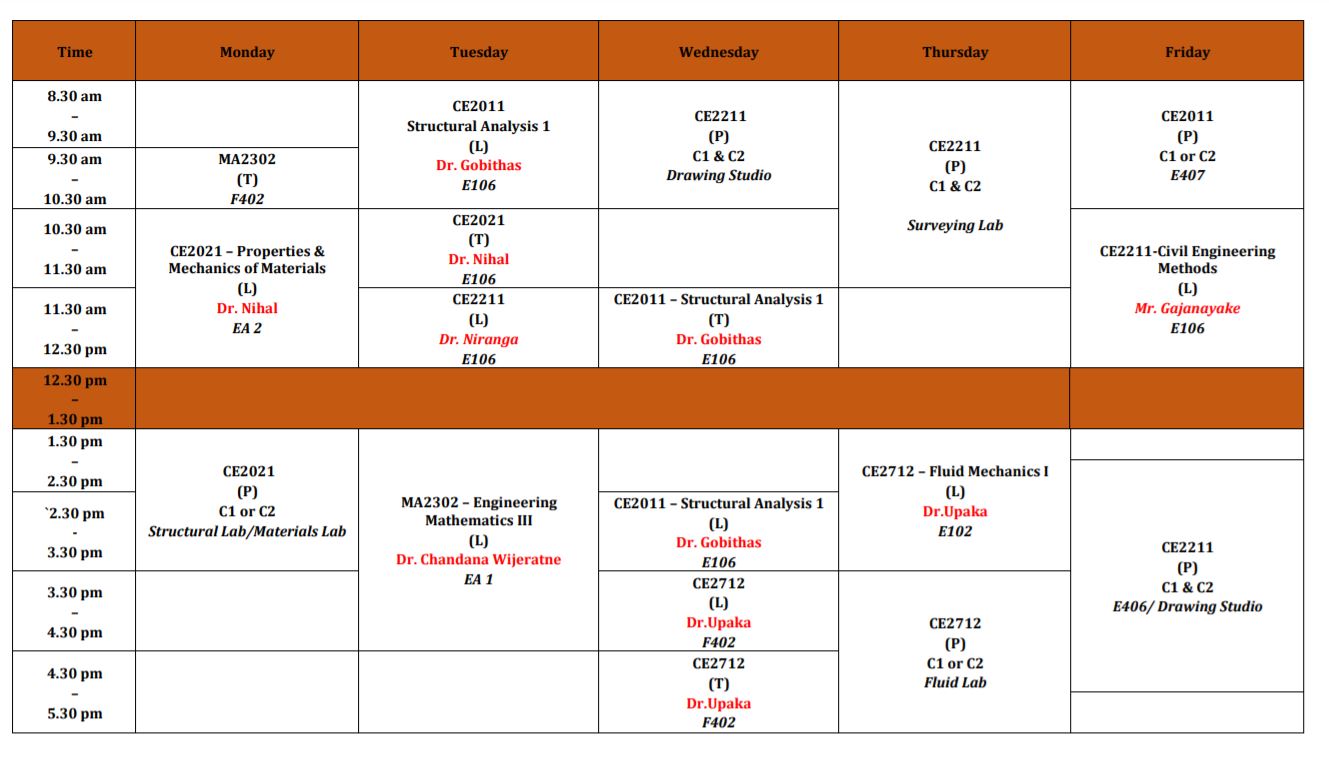 Time
Monday
Tuesday
Wednesday
Thursday
Friday
8.30 am
–
9.30 am
CE2011
Structural Analysis 1
(L)
Dr. Gobithas
E106
CE2211
(P)
C1 & C2
Drawing Studio
CE2211
(P)
C1 & C2
Surveying Lab
CE2011
(P)
C1 or C2
E407
9.30 am
–
10.30 am
MA2302
(T)
F402
10.30 am
–
11.30 am
CE2021 – Properties &
Mechanics of Materials
(L)
Dr. Nihal
EA 2
CE2021
(T)
Dr. Nihal
E106
CE2211-Civil Engineering
Methods
(L)
Mr. Gajanayake
E106
11.30 am
–
12.30 pm
CE2211
(L)
Dr. Niranga
E106
CE2011 – Structural Analysis 1
(T)
Dr. Gobithas
E106
12.30 pm
–
1.30 pm
1.30 pm
–
2.30 pm
CE2021
(P)
C1 or C2
Structural Lab/Materials Lab
MA2302 – Engineering
Mathematics III
(L)
Dr. Chandana Wijeratne
EA 1
CE2712 – Fluid Mechanics I
(L)
Dr.Upaka
E102
`2.30 pm
-
3.30 pm
CE2011 – Structural Analysis 1
(L)
Dr. Gobithas
E106
CE2211
(P)
C1 & C2
E406/ Drawing Studio
3.30 pm
–
4.30 pm
CE2712
(L)
Dr.Upaka
F402
CE2712
(P)
C1 or C2
Fluid Lab
4.30 pm
–
5.30 pm
CE2712
(T)
Dr.Upaka
F402